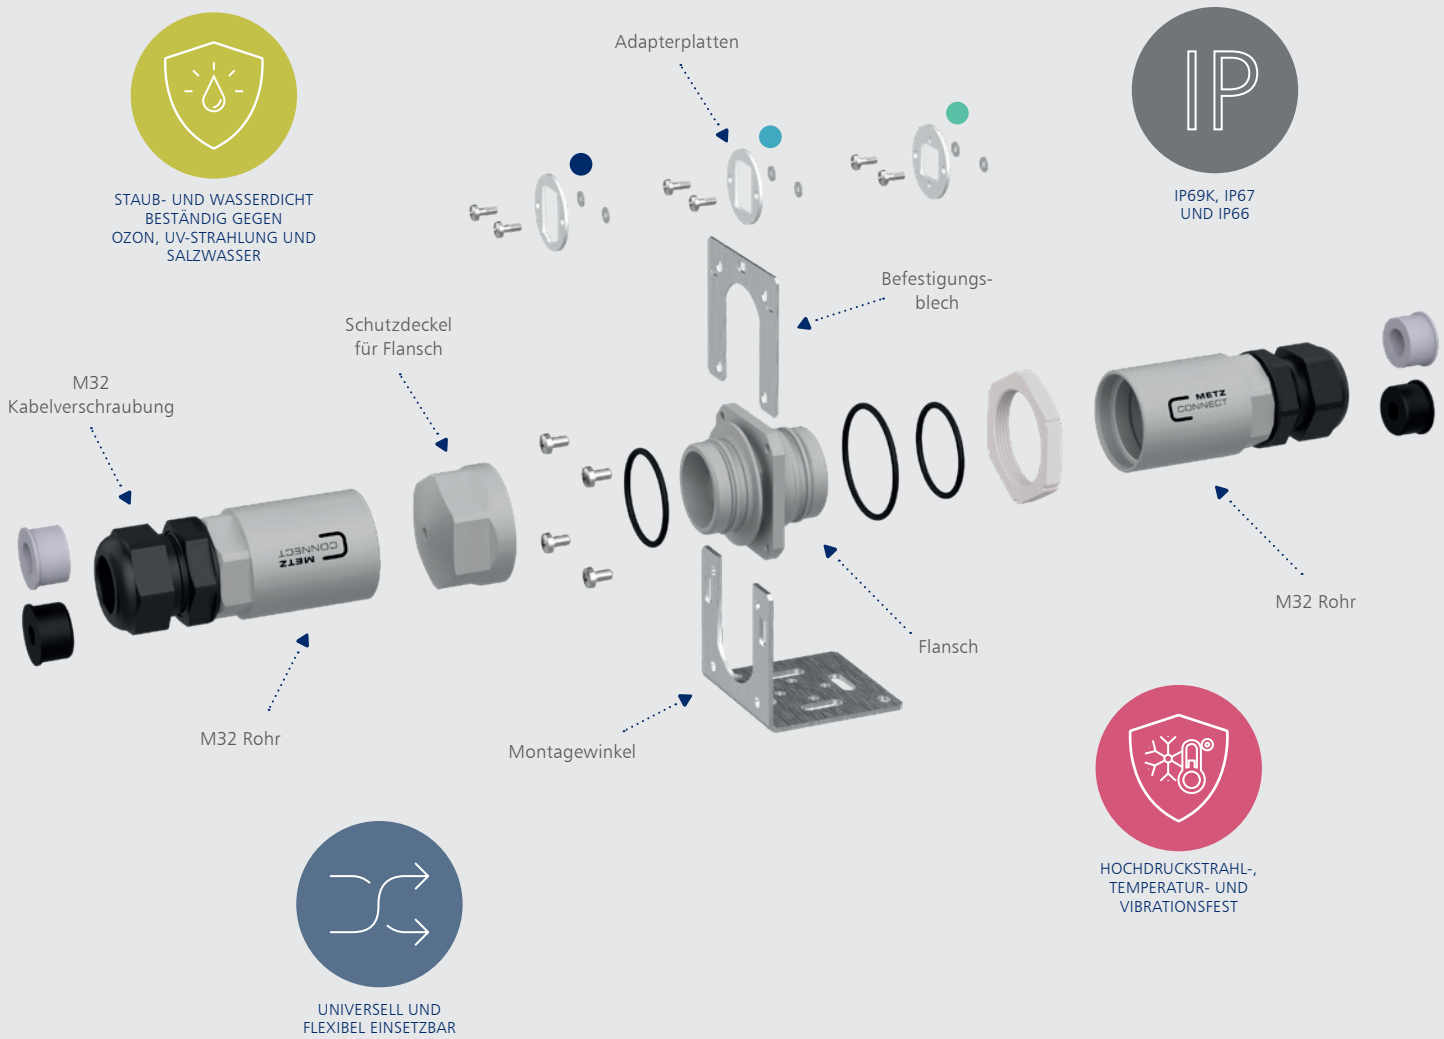 Adapterplatten
IP
STAUB- UND WASSERDICHT
BESTÄNDIG GEGEN
OZON, UV-STRAHLUNG UND
SALZWASSER
IP69K, IP67
UND IP66
Befestigungs-
blech
Schutzdeckel
für Flansch
M32
Kabelverschraubung
METZ
CONNECT
METZ
CONNECT
M32 Rohr
Flansch
M32 Rohr
Montagewinkel
HOCHDRUCKSTRAHL-,
TEMPERATUR- UND
VIBRATIONSFEST
UNIVERSELL UND
FLEXIBEL EINSETZBAR